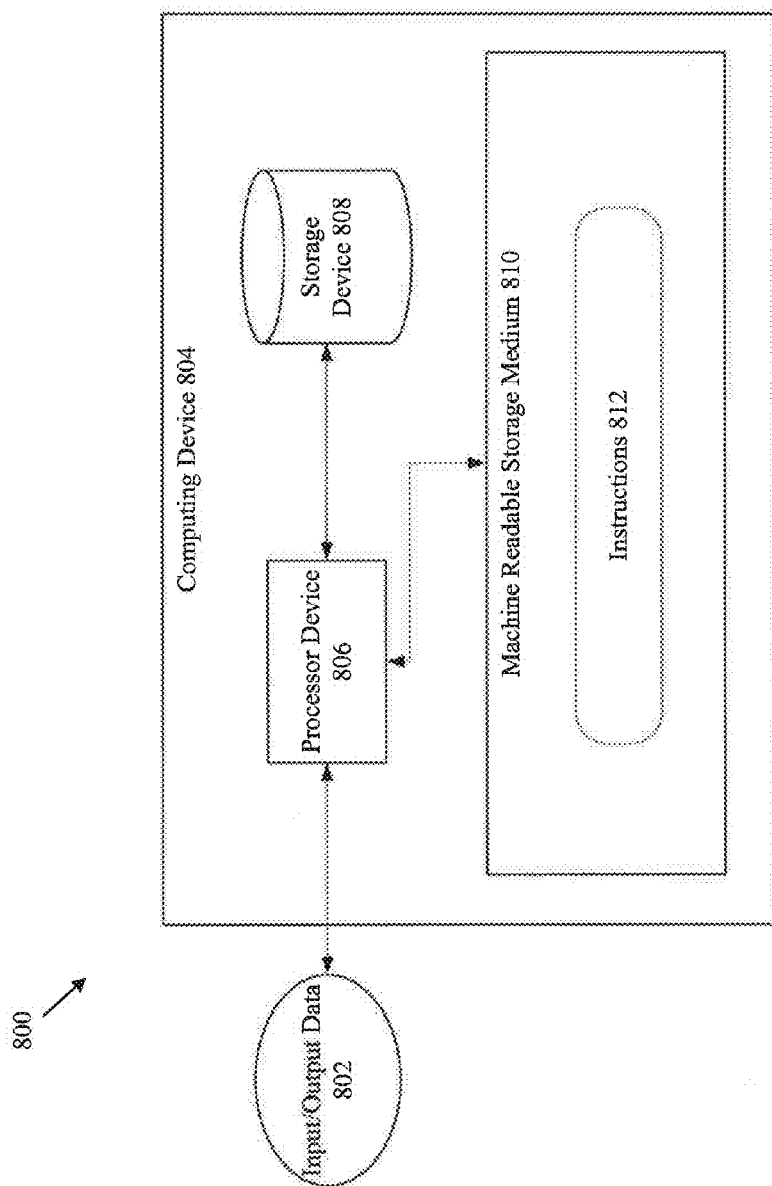 800
Computing Device 804
Input/Output Data
802
Processor Device
806
Storage
Device 808
Machine Readable Storage Medium 810
Instructions 812